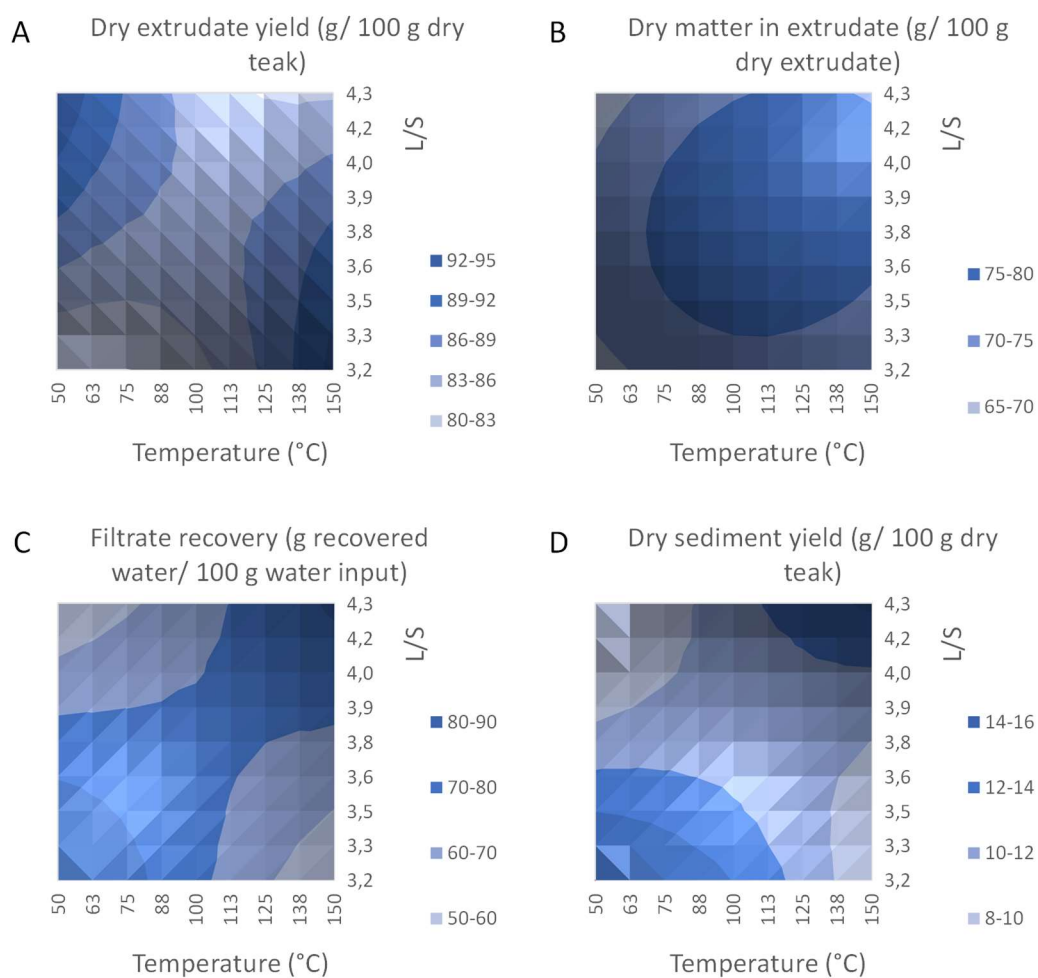 A
Dry extrudate yield (g/ 100 g dry
teak)
4,3
4,2
4,0
3,9
3,8
3,6
3,5
3,3
3,2
L/S
92-95
89-92
86-89
83-86
80-83
50 63 75 88 100 113 125 138 150
Temperature (°C)
B
Dry matter in extrudate (g/ 100 g
dry extrudate)
4,3
4,2
4,0
3,9
3,8
3,6
3,5
3,3
3,2
L/S
75-80
70-75
65-70
50 63 75 88 100 113 125 138 150
Temperature (°C)
C
Filtrate recovery (g recovered
water/ 100 g water input)
4,3
4,2
4,0
3,9
3,8
3,6
3,5
3,3
3,2
L/S
80-90
70-80
60-70
50-60
50 63 75 88 100 113 125 138 150
Temperature (°C)
D
Dry sediment yield (g/ 100 g dry
teak)
4,3
4,2
4,0
3,9
3,8
3,6
3,5
3,3
3,2
L/S
14-16
12-14
10-12
8-10
50 63 75 88 100 113 125 138 150
Temperature (°C)